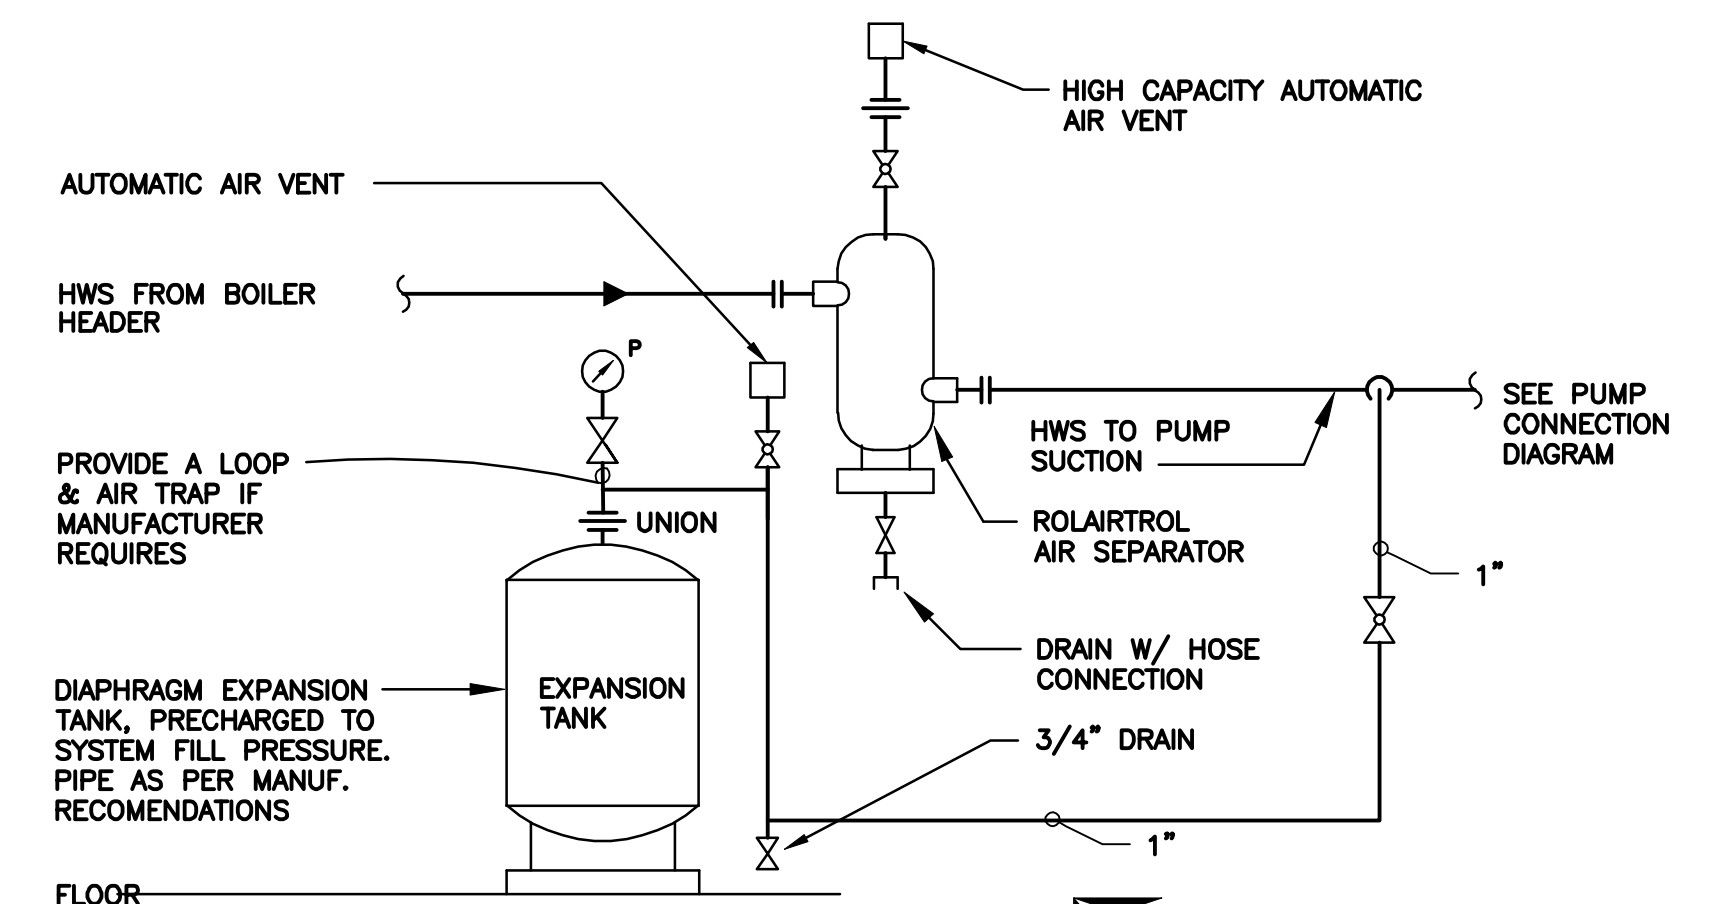 HIGH CAPACITY AUTOMATIC
AIR VENT
AUTOMATIC AIR VENT
HWS FROM BOILER
HEADER
P
SEE PUMP
CONNECTION
DIAGRAM
HWS TO PUMP
SUCTION
PROVIDE A LOOP
& AIR TRAP IF
MANUFACTURER
REQUIRES
UNION
ROLAIRTROL
AIR SEPARATOR
1"
DRAIN W/ HOSE
CONNECTION
DIAPHRAGM EXPANSION
TANK, PRECHARGED TO
SYSTEM FILL PRESSURE.
PIPE AS PER MANUF.
RECOMENDATIONS
EXPANSION
TANK
3/4" DRAIN
1"
FLOOR